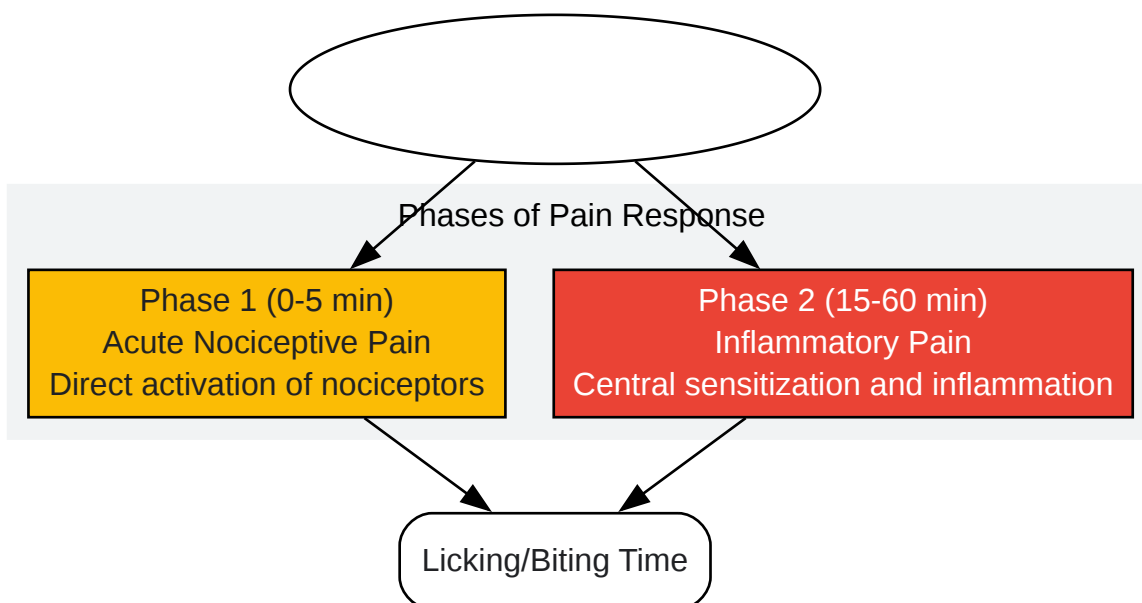 Phases of Pain Response
Phase 1 (0-5 min)
Acute Nociceptive Pain
Direct activation of nociceptors
Phase 2 (15-60 min)
Inflammatory Pain
Central sensitization and inflammation
Licking/Biting Time